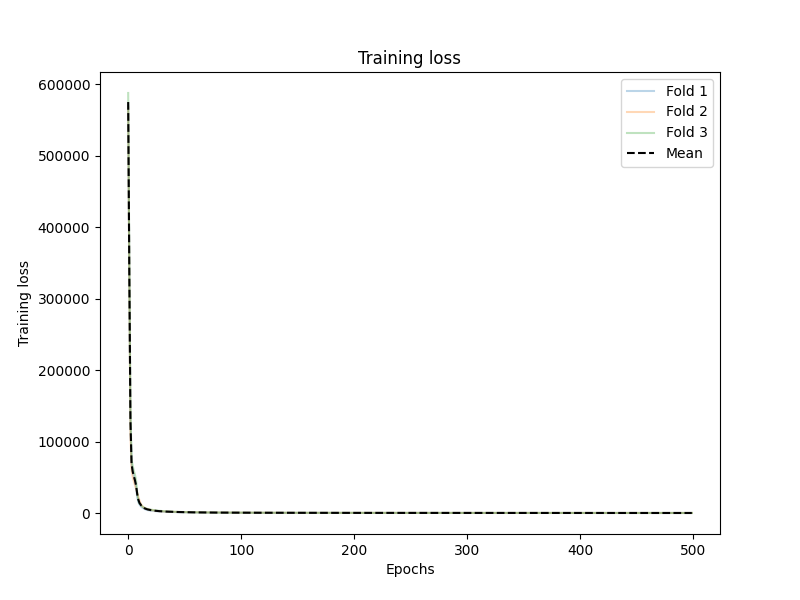 Training loss
Fold 1
Fold 2
Fold 3
Mean
Training loss
600000
500000
400000
300000
200000
100000
0
0 100 200 300 400 500
Epochs